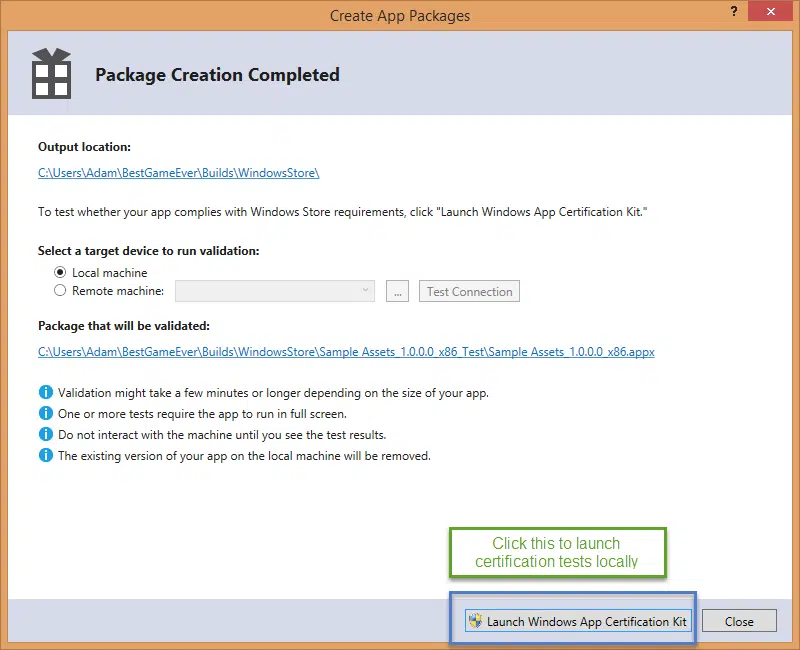 Create App Packages
?
Package Creation Completed
Output location:
C:\Users\Adam\BestGameEver\Builds\WindowsStore\
To test whether your app complies with Windows Store requirements, click "Launch Windows App Certification Kit."
Select a target device to run validation:
Local machine
Remote machine:
...
Test Connection
Package that will be validated:
C:\Users\Adam\BestGameEver\Builds\WindowsStore\Sample Assets_1.0.0.0_x86_Test\Sample Assets_1.0.0.0_x86.appx
Validation might take a few minutes or longer depending on the size of your app.
One or more tests require the app to run in full screen.
Do not interact with the machine until you see the test results.
The existing version of your app on the local machine will be removed.
Click this to launch
certification tests locally
Launch Windows App Certification Kit
Close